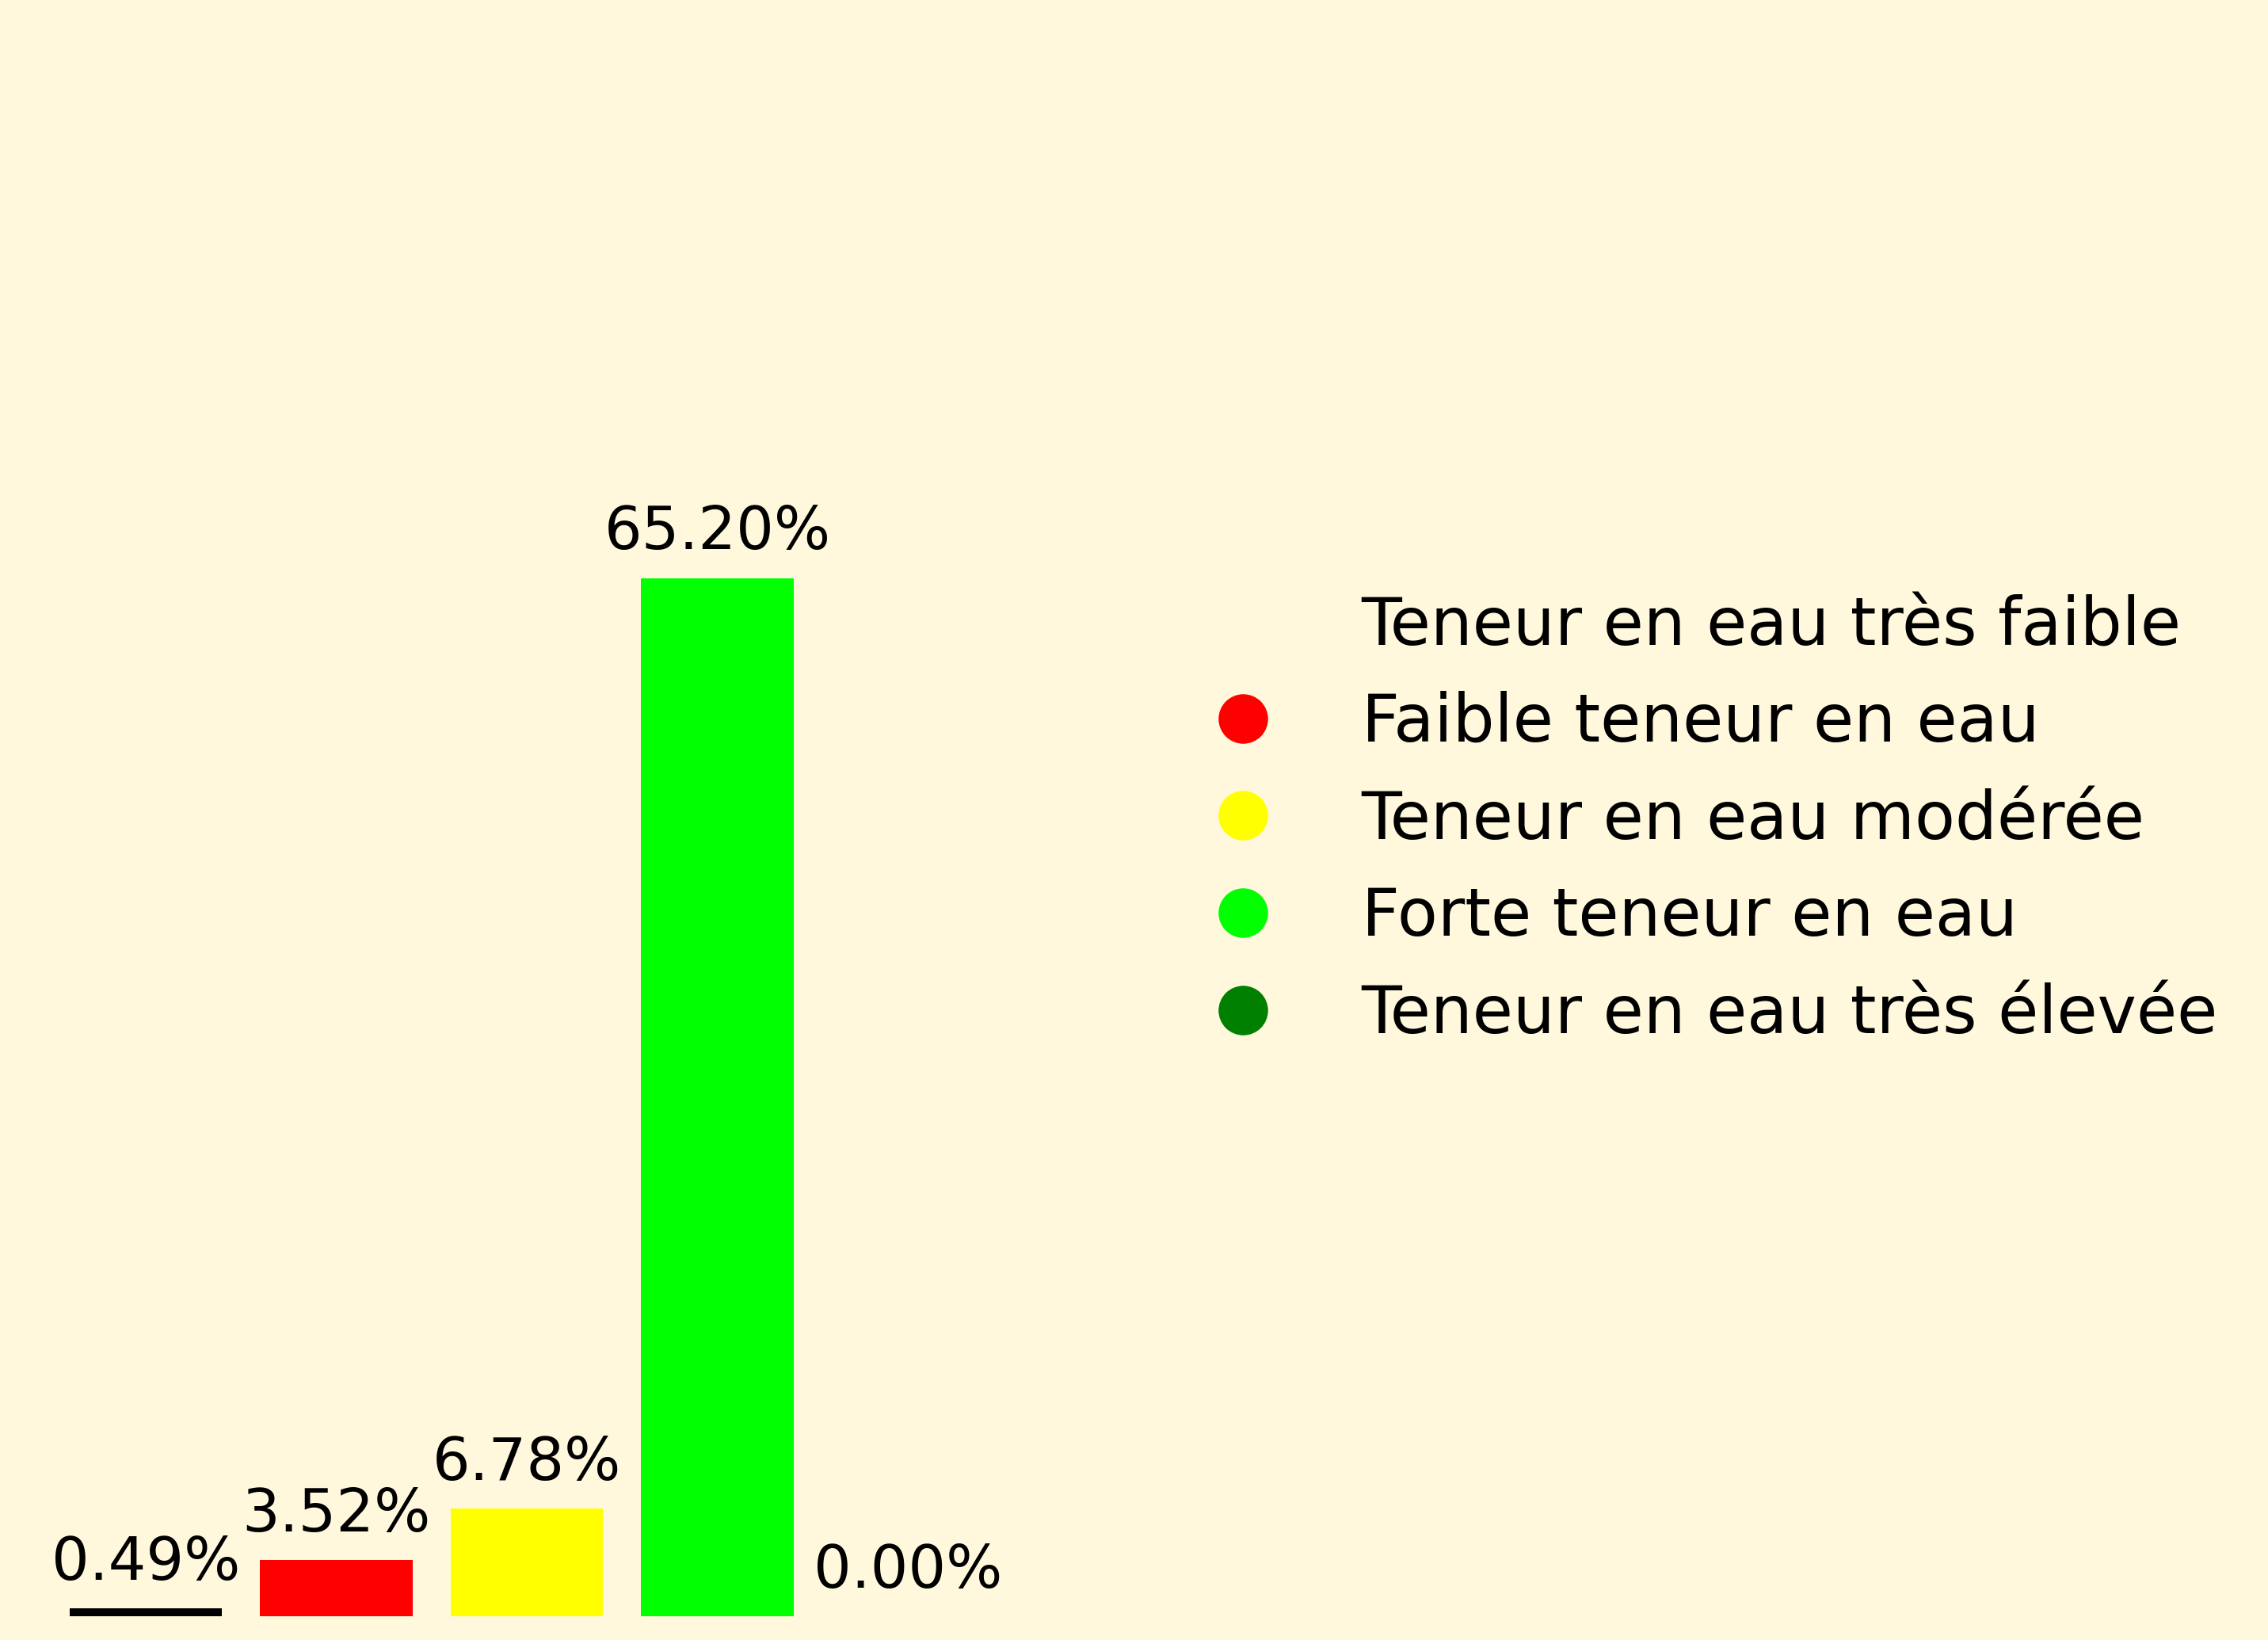 65.20%
6.78%
3.52%
0.49%
0.00%
Teneur en eau très faible
Faible teneur en eau
Teneur en eau modérée
Forte teneur en eau
Teneur en eau très élevée